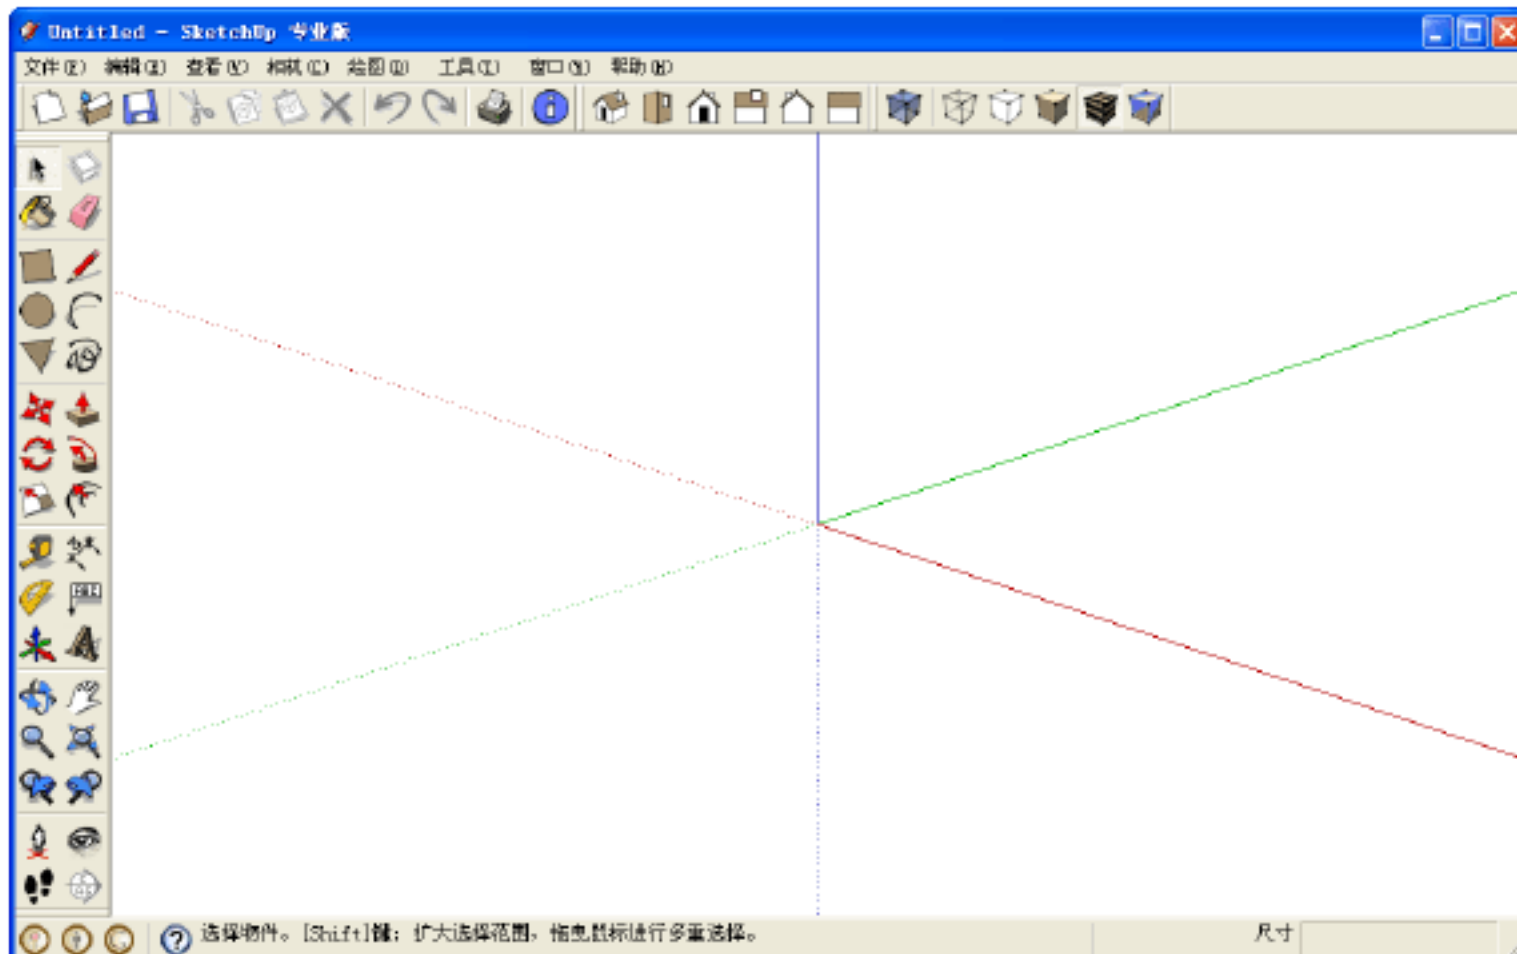 Untitled - SketchUp 专业版
文件(F) 编辑(E) 查看(V) 相机(C) 绘图(D) 工具(T) 窗口(W) 帮助(H)
ABC
选择物件。[Shift]键: 扩大选择范围, 拖曳鼠标进行多重选择。 尺寸